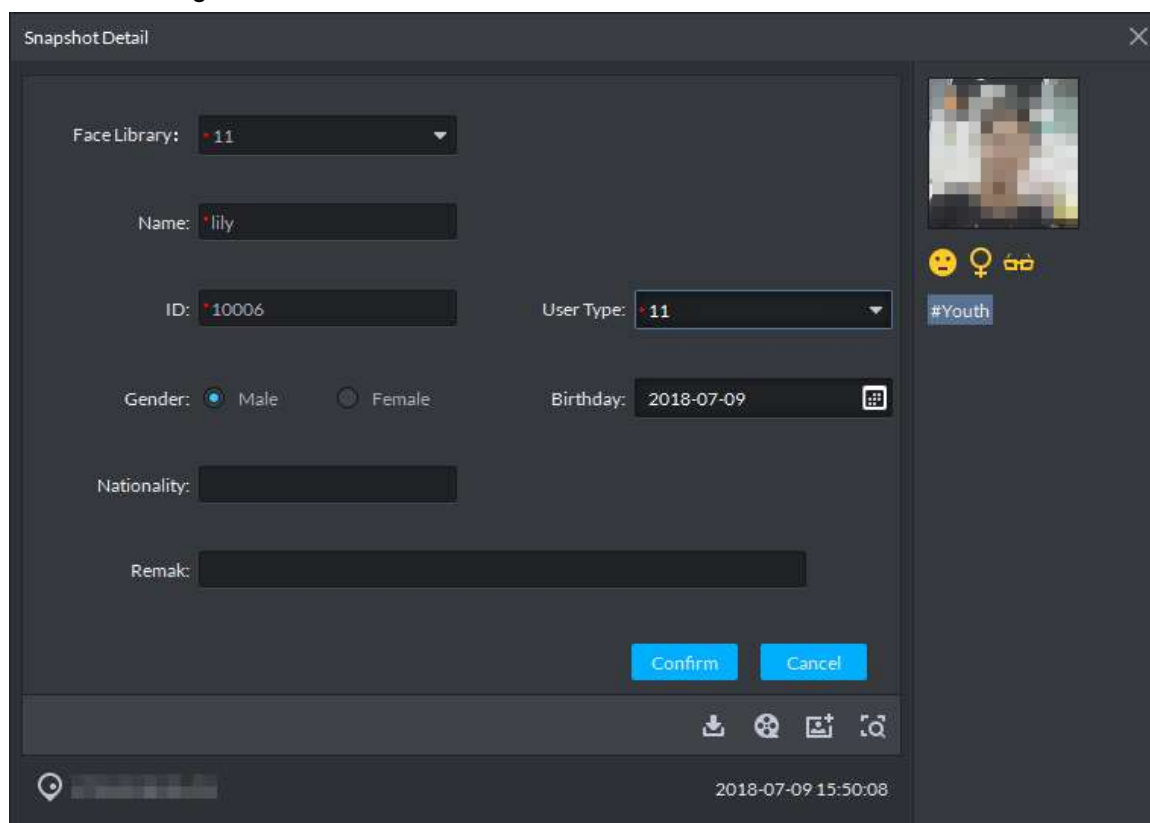 Snapshot Detail
Face Library: *11
Name: *lily
ID: *10006 User Type: *11
#Youth
Gender: Male Female Birthday: 2018-07-09
Nationality:
Remak:
Confirm Cancel
2018-07-09 15:50:08